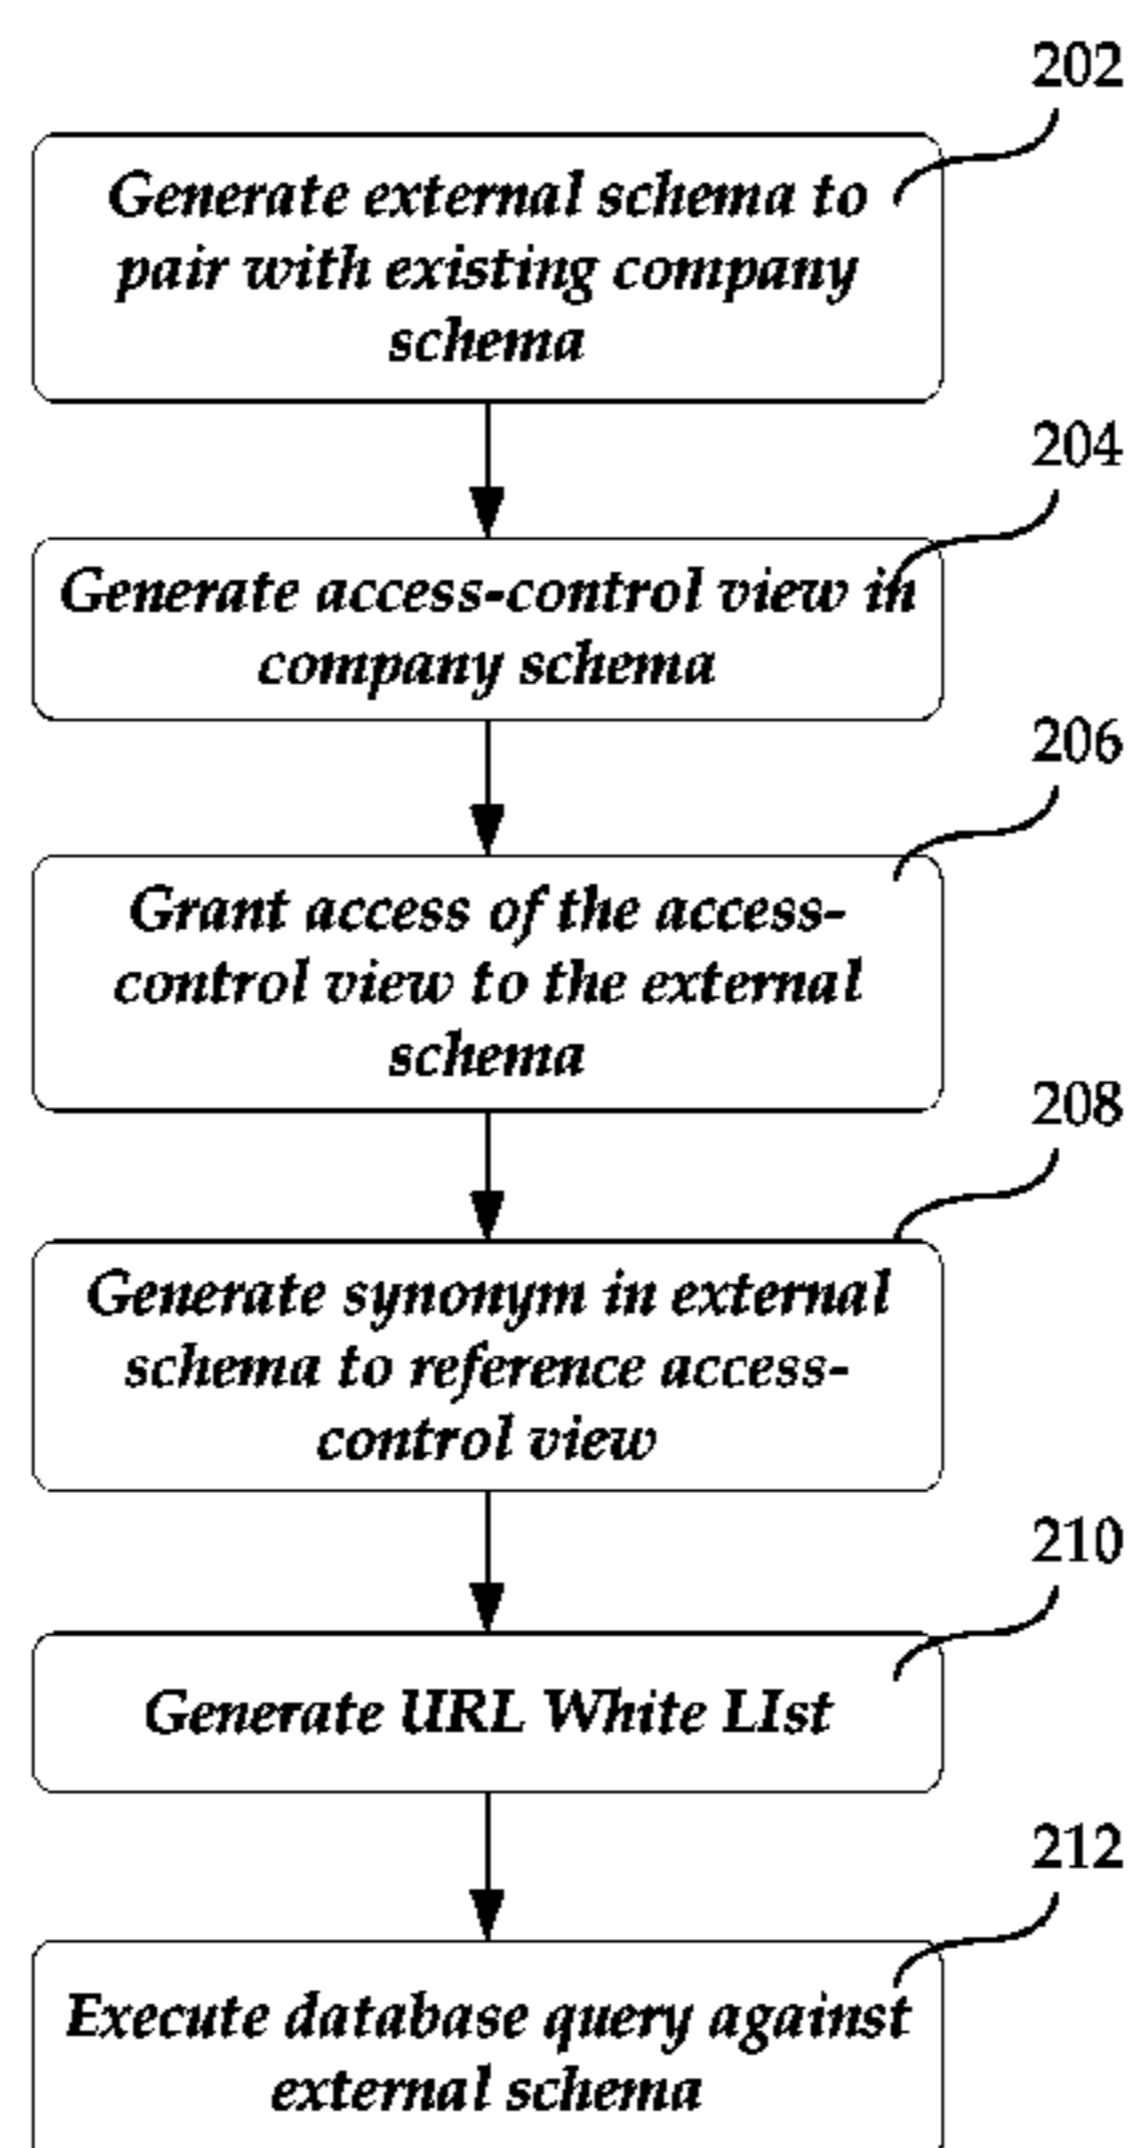 202
Generate external schema to
pair with existing company
schema
204
Generate access-control view in
company schema
206
Grant access of the access-
control view to the external
schema
208
Generate synonym in external
schema to reference access-
control view
210
Generate URL White LIst
212
Execute database query against
external schema